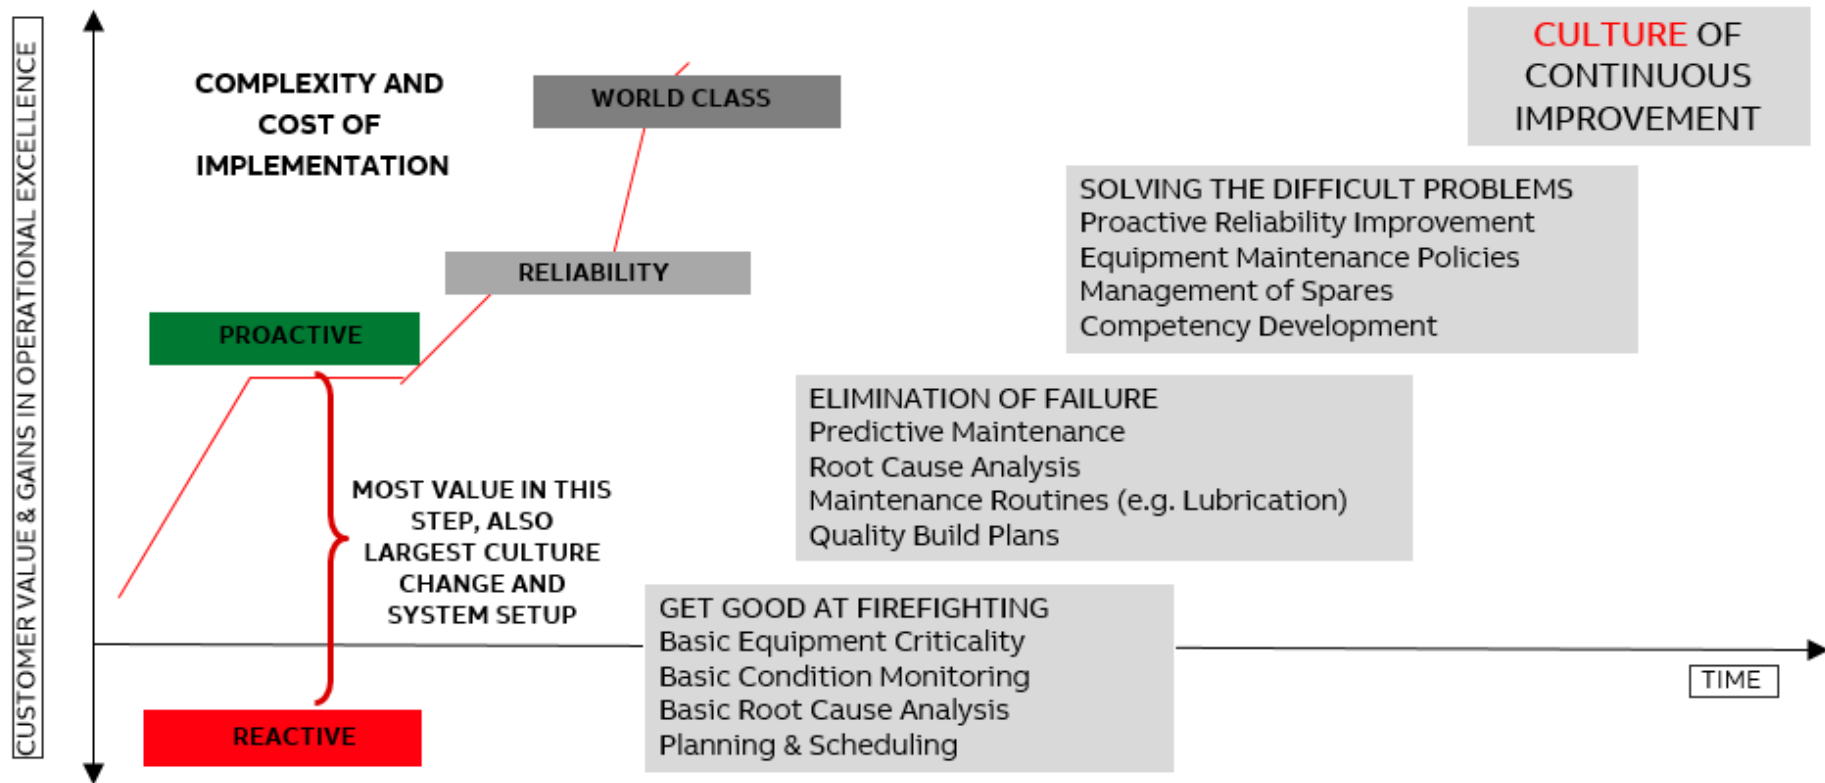 CUSTOMER VALUE & GAINS IN OPERATIONAL EXCELLENCE
COMPLEXITY AND
COST OF
IMPLEMENTATION
WORLD CLASS
CULTURE OF
CONTINUOUS
IMPROVEMENT
SOLVING THE DIFFICULT PROBLEMS
Proactive Reliability Improvement
Equipment Maintenance Policies
Management of Spares
Competency Development
RELIABILITY
PROACTIVE
ELIMINATION OF FAILURE
Predictive Maintenance
Root Cause Analysis
Maintenance Routines (e.g. Lubrication)
Quality Build Plans
MOST VALUE IN THIS
STEP, ALSO
LARGEST CULTURE
CHANGE AND
SYSTEM SETUP
GET GOOD AT FIREFIGHTING
Basic Equipment Criticality
Basic Condition Monitoring
Basic Root Cause Analysis
Planning & Scheduling
TIME
REACTIVE